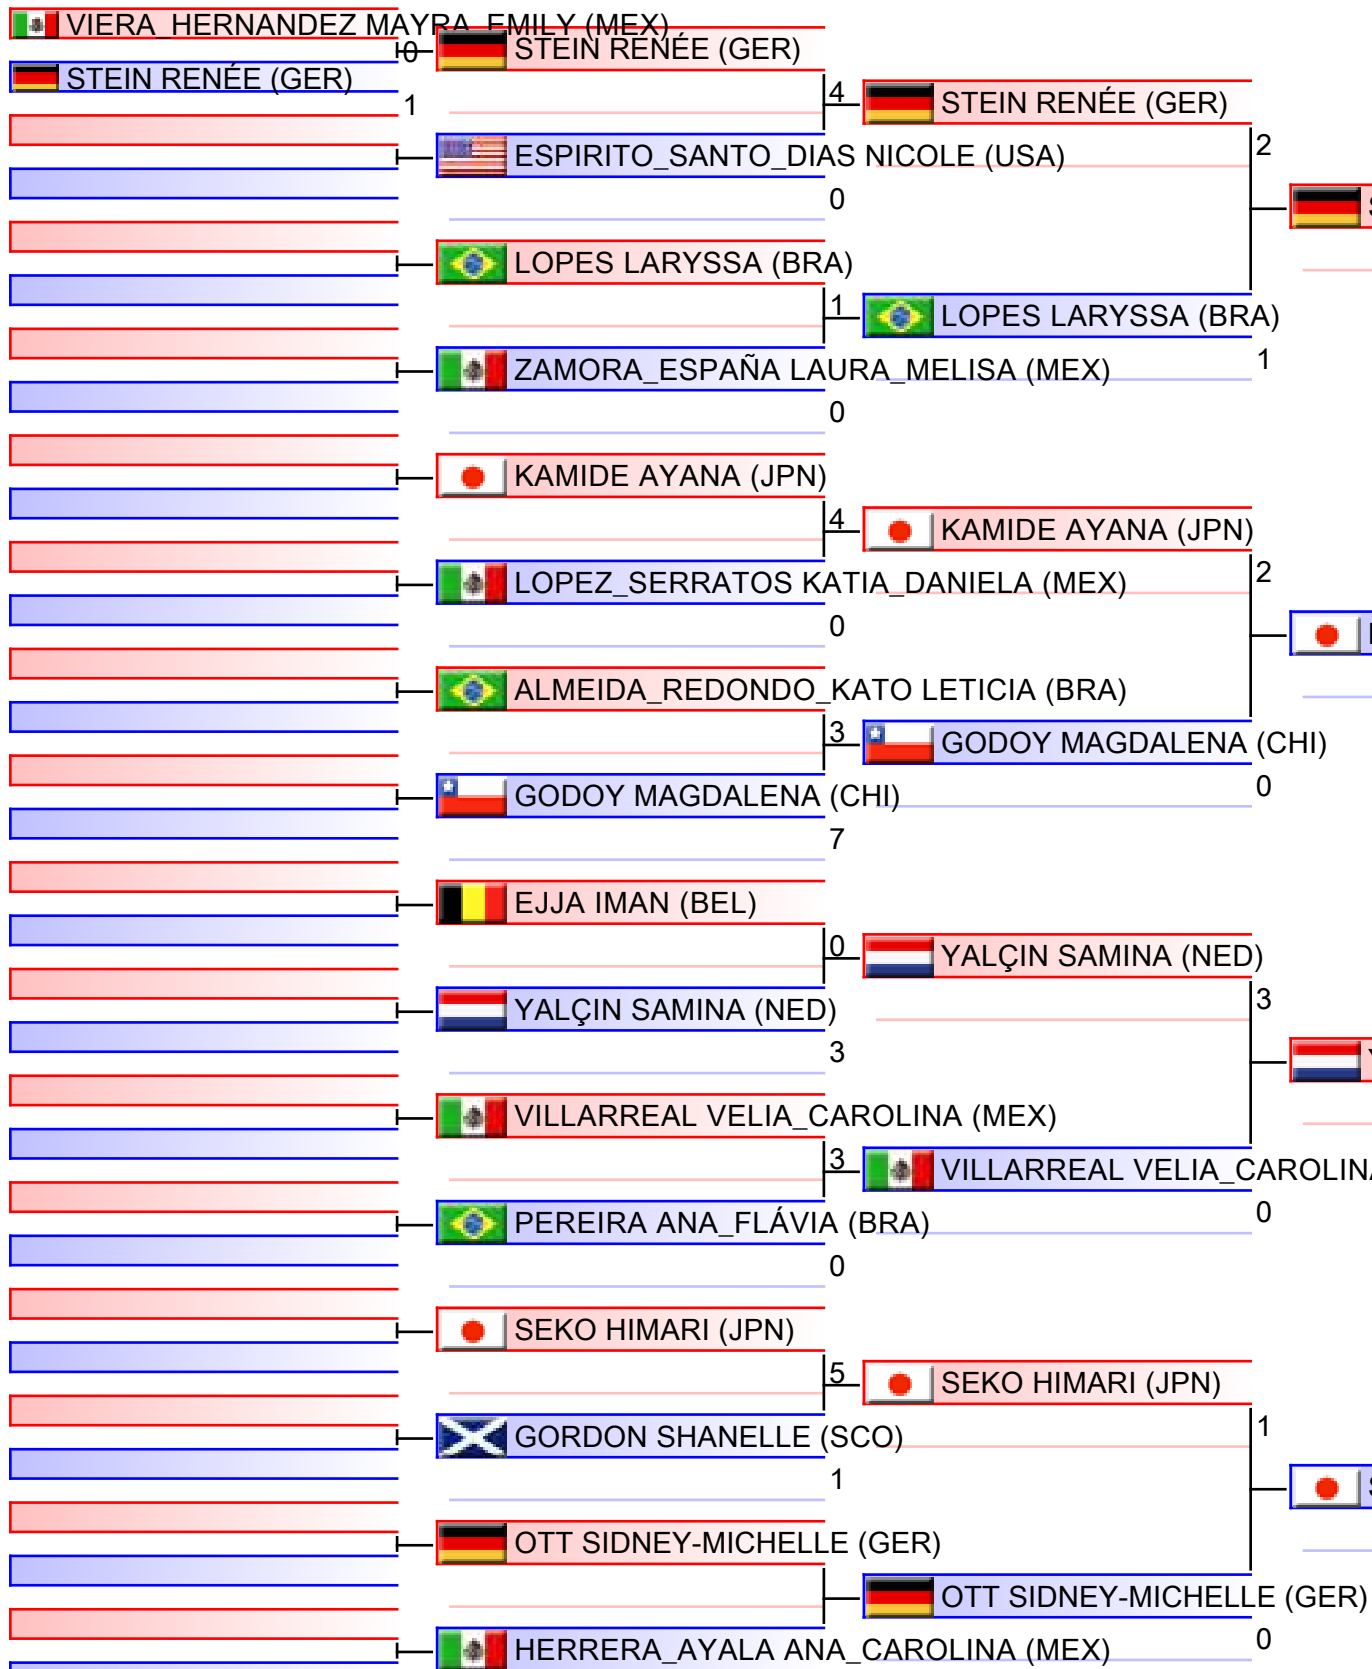 VIERA_HERNANDEZ MAYRA_EMILY (MEX)
0
STEIN RENÉE (GER)
1
STEIN RENÉE (GER)
4
ESPIRITO_SANTO_DIAS NICOLE (USA)
0
LOPES LARYSSA (BRA)
1
ZAMORA_ESPAÑA LAURA_MELISA (MEX)
0
KAMIDE AYANA (JPN)
4
LOPEZ_SERRATOS KATIA_DANIELA (MEX)
0
ALMEIDA_REDONDO_KATO LETICIA (BRA)
3
GODOY MAGDALENA (CHI)
7
EJJA IMAN (BEL)
0
YALÇIN SAMINA (NED)
3
VILLARREAL VELIA_CAROLINA (MEX)
3
PEREIRA ANA_FLÁVIA (BRA)
0
SEKO HIMARI (JPN)
5
GORDON SHANELLE (SCO)
1
OTT SIDNEY-MICHELLE (GER)
HERRERA_AYALA ANA_CAROLINA (MEX)
STEIN RENÉE (GER)
2
LOPES LARYSSA (BRA)
1
KAMIDE AYANA (JPN)
2
GODOY MAGDALENA (CHI)
0
YALÇIN SAMINA (NED)
3
VILLARREAL VELIA_CAROLINA
0
SEKO HIMARI (JPN)
1
OTT SIDNEY-MICHELLE (GER)
0